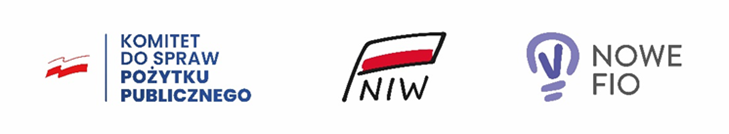 KOMITET
DO SPRAW
POŻYTKU
PUBLICZNEGO
NIW
NOWE
FIO